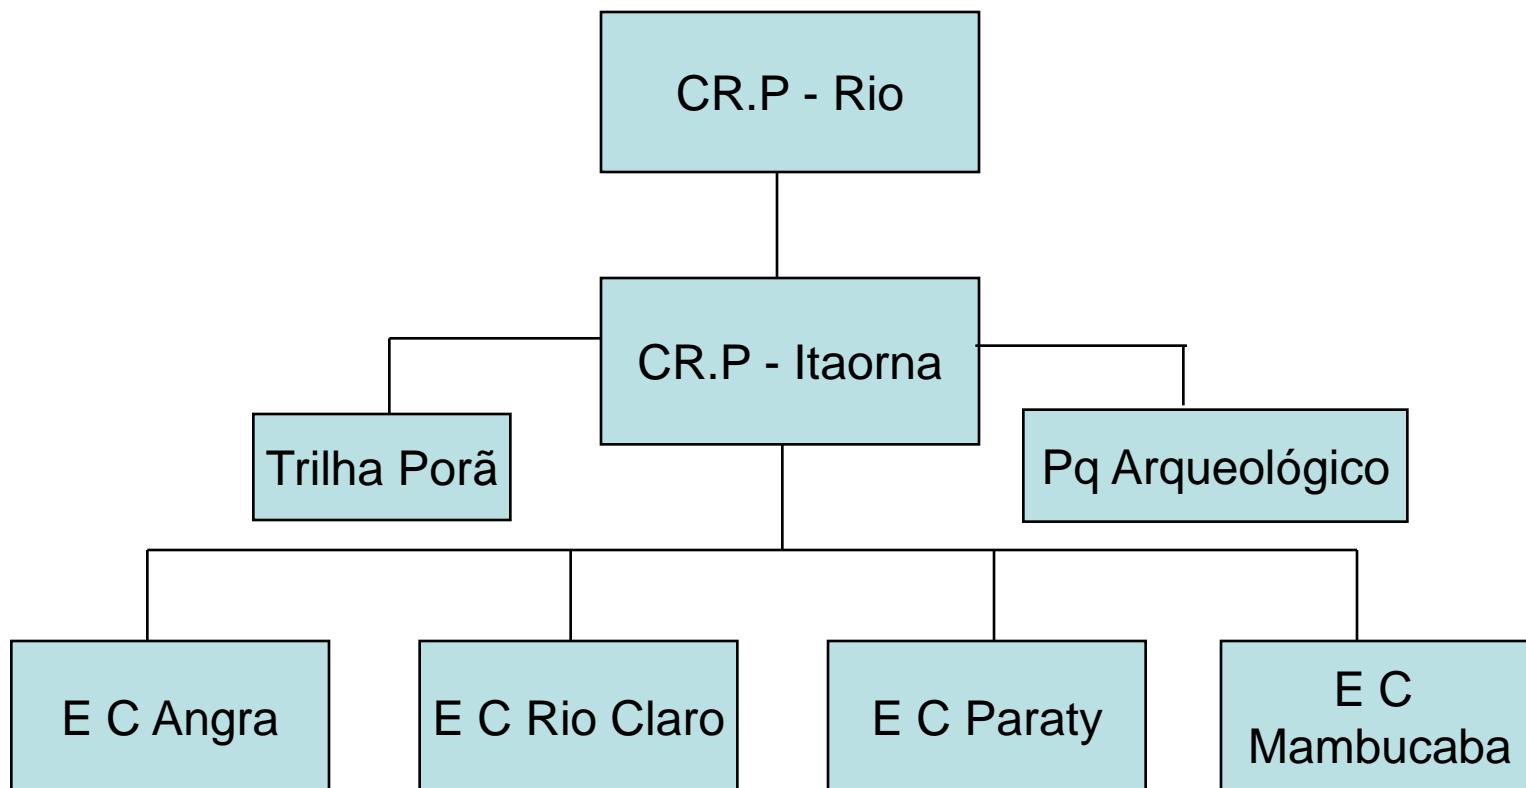 CR.P - Rio
CR.P - Itaorna
Trilha Porã
Pq Arqueológico
E C Angra
E C Rio Claro
E C Paraty
E C
Mambucaba